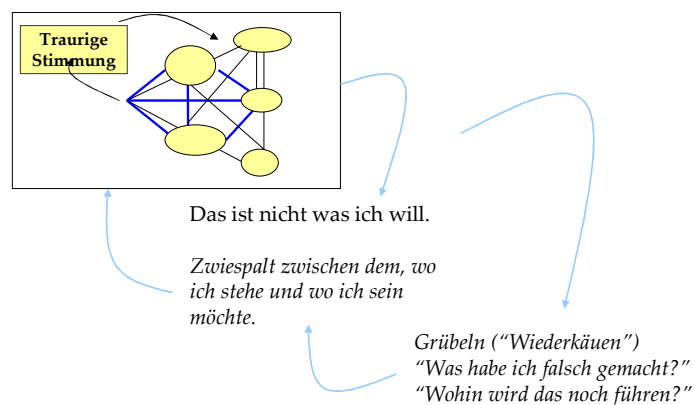 Traurige
Stimmung
Das ist nicht was ich will.
Zwiespalt zwischen dem, wo
ich stehe und wo ich sein
möchte.
Grübeln (“Wiederkäuen”)
“Was habe ich falsch gemacht?”
“Wohin wird das noch führen?”